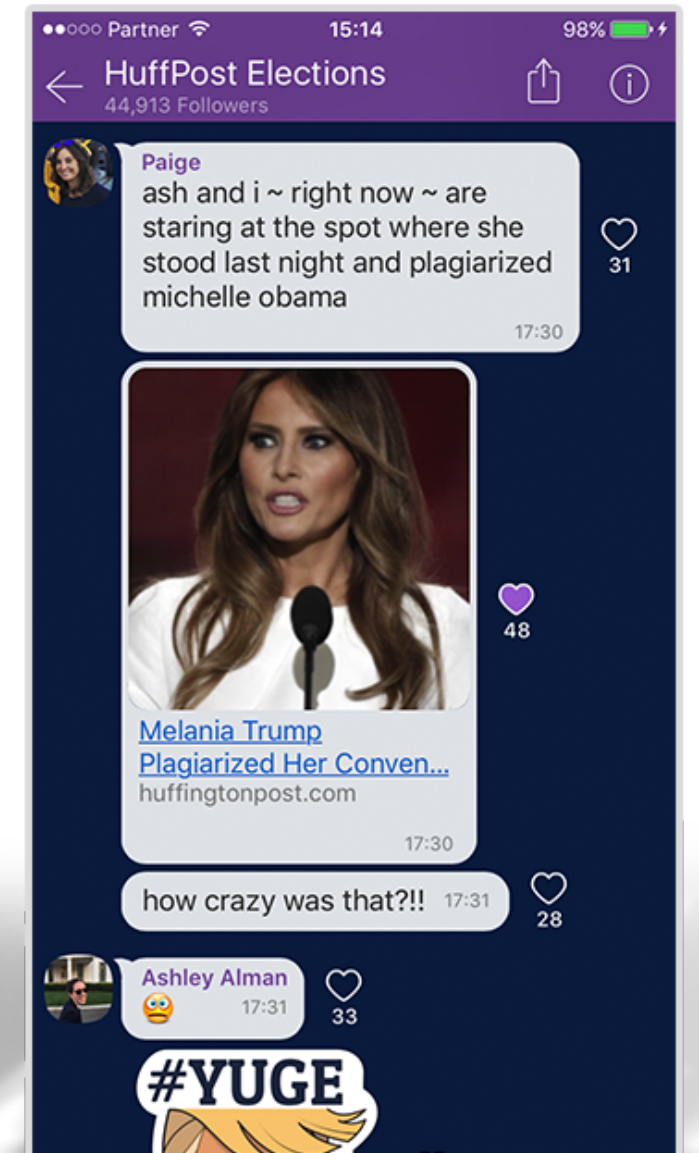 Partner
15:14
98%
HuffPost Elections
44,913 Followers
Paige
ash and i ~ right now ~ are
staring at the spot where she
stood last night and plagiarized
michelle obama
17:30
31
48
Melania Trump
Plagiarized Her Conven...
huffingtonpost.com
17:30
how crazy was that?!! 17:31
28
Ashley Alman
17:31
33
#YUGE